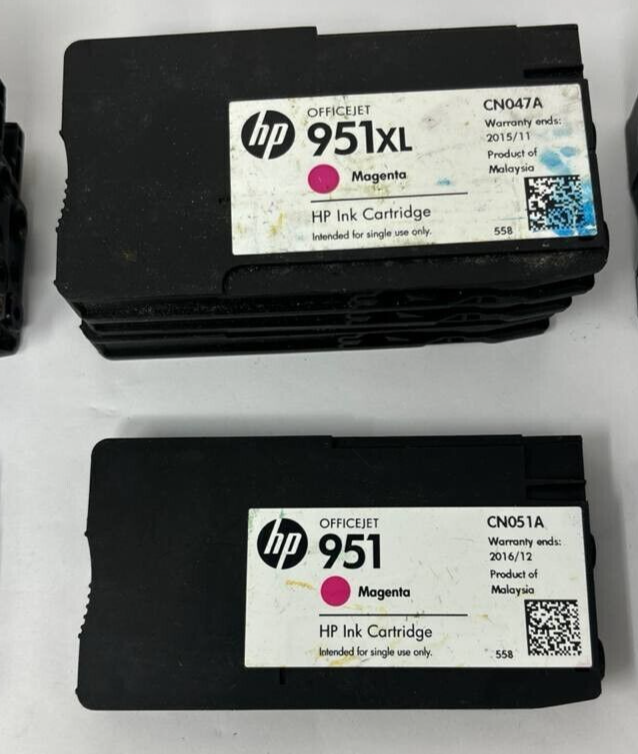 hp
OFFICEJET
951XL
Magenta
HP Ink Cartridge
Intended for single use only.
CN047A
Warranty ends:
2015/11
Product of
Malaysia
558
hp
OFFICEJET
951
Magenta
HP Ink Cartridge
Intended for single use only.
CN051A
Warranty ends:
2016/12
Product of
Malaysia
558